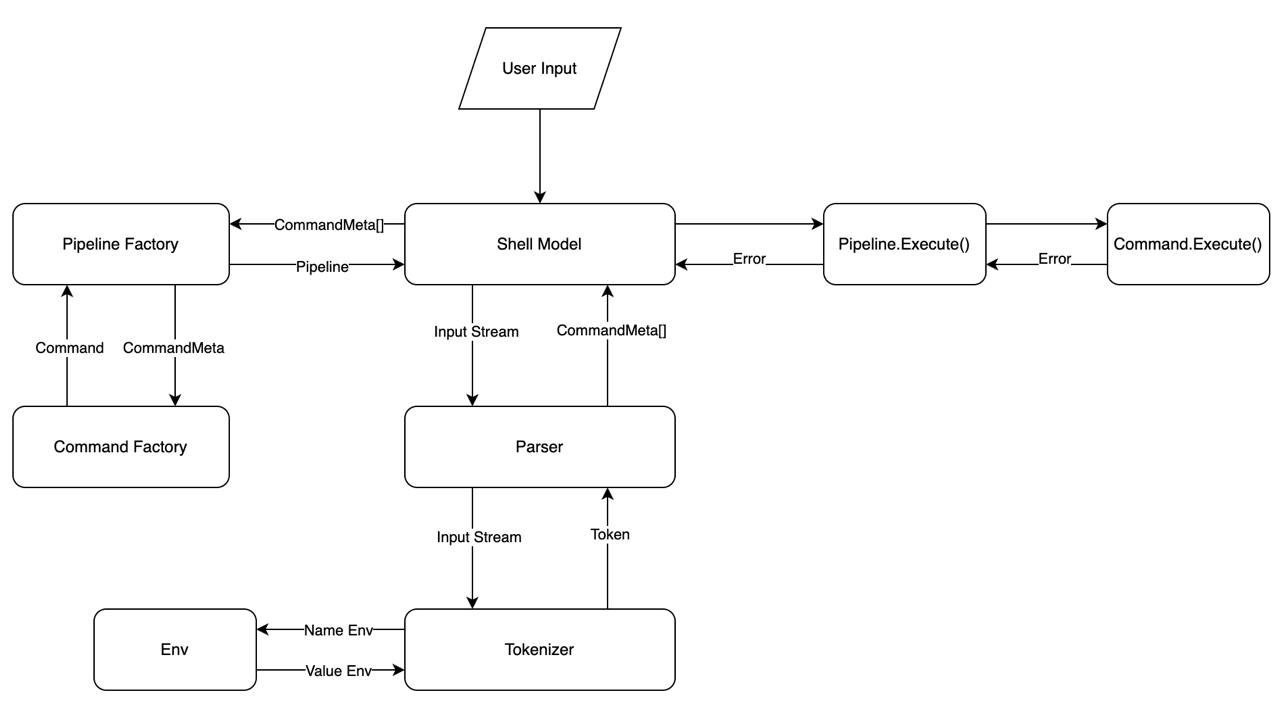 User Input
Pipeline Factory
CommandMeta[]
Pipeline
Shell Model
Error
Pipeline.Execute()
Error
Command.Execute()
Command
CommandMeta
Input Stream
CommandMeta[]
Command Factory
Parser
Input Stream
Token
Env
Name Env
Value Env
Tokenizer